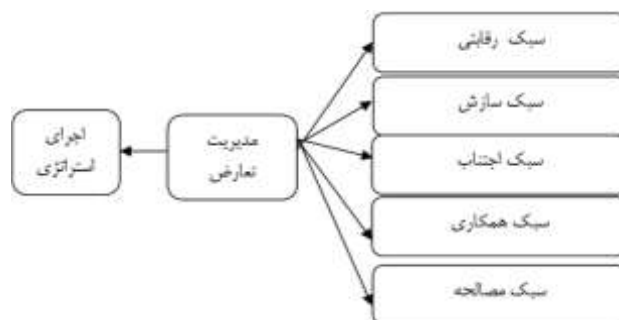 سبک رقابتی
سبک سازش
سبک اجتناب
سبک همکاری
سبک مصالحه
مدیریت
تعارض
اجرای
استراتژی